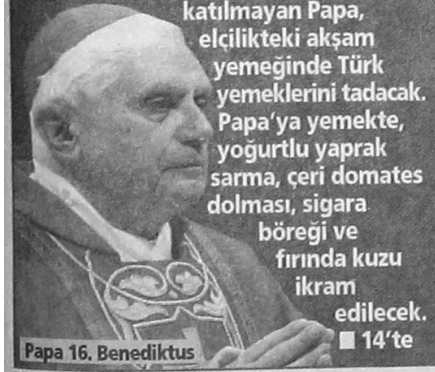 katılmayan Papa,
elçilikteki akşam
yemeğinde Türk
yemeklerini tadacak.
Papa'ya yemekte,
yoğurtlu yaprak
sarma, çeri domates
dolması, sigara
böreği ve
fırında kuzu
ikram
edilecek.
■ 14'te
Papa 16. Benediktus